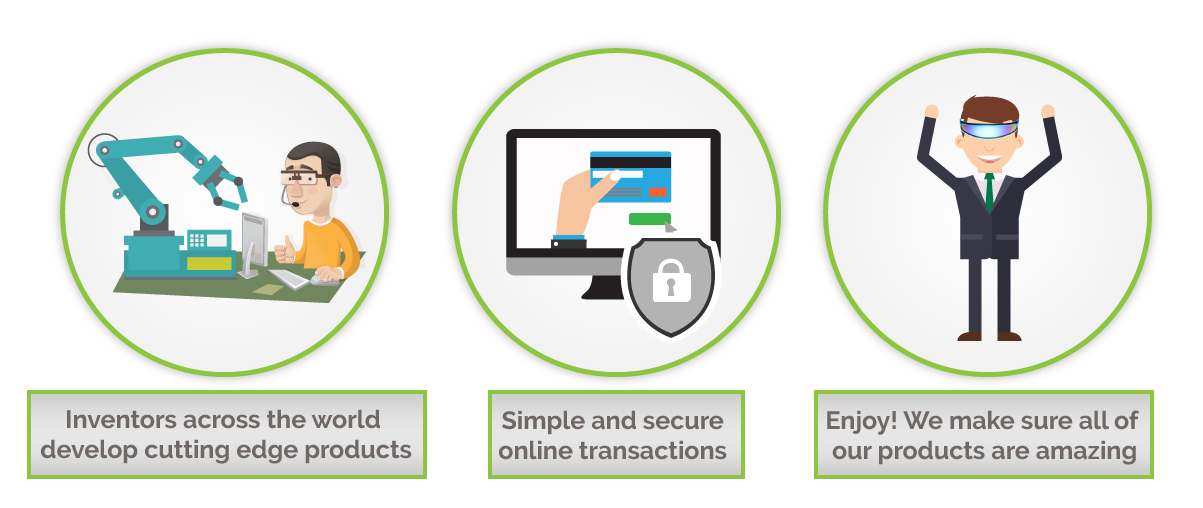 Inventors across the world
develop cutting edge products
Simple and secure
online transactions
Enjoy! We make sure all of
our products are amazing